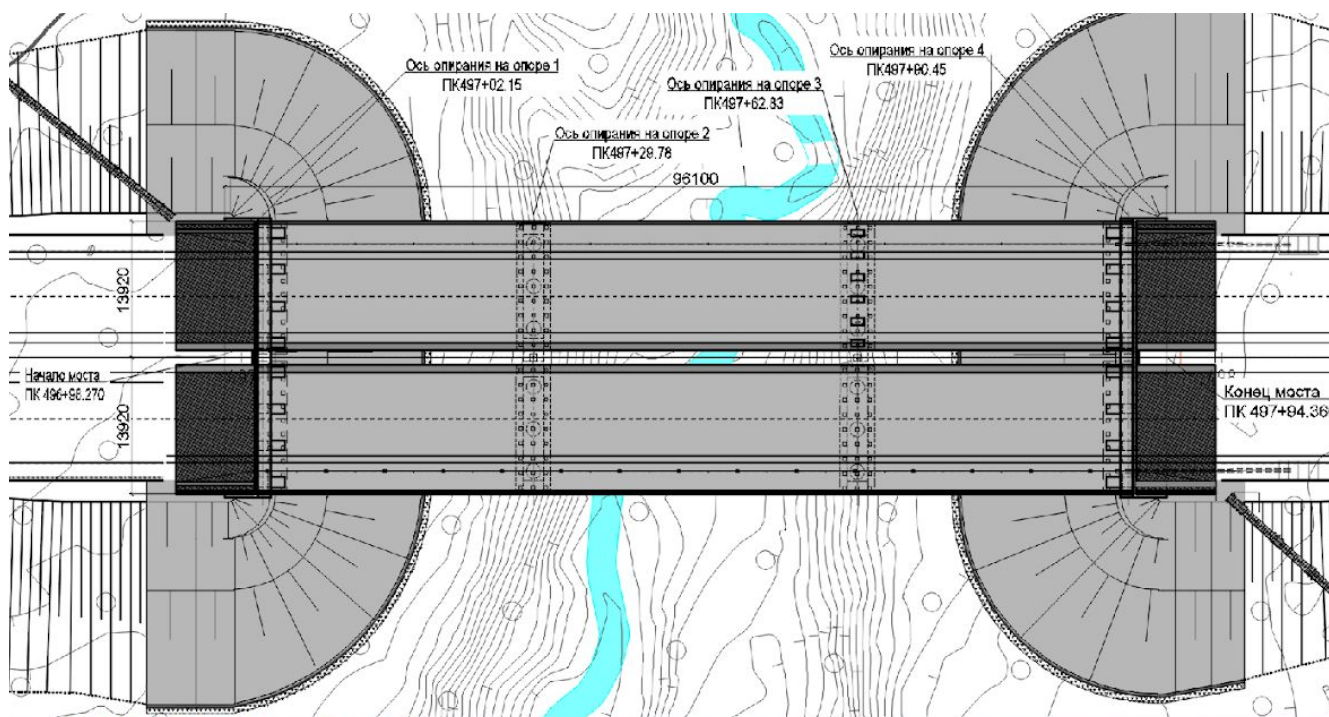 Ось опирания на опоре 1
ПК497+02.15
Ось опирания на опоре 4
ПК497+90.45
Ось опирания на опоре 3
ПК497+62.83
Ось опирания на опоре 2
ПК497+29.78
96100
13920
Начало моста
ПК 496+98.270
13920
Конец моста
ПК 497+94.36